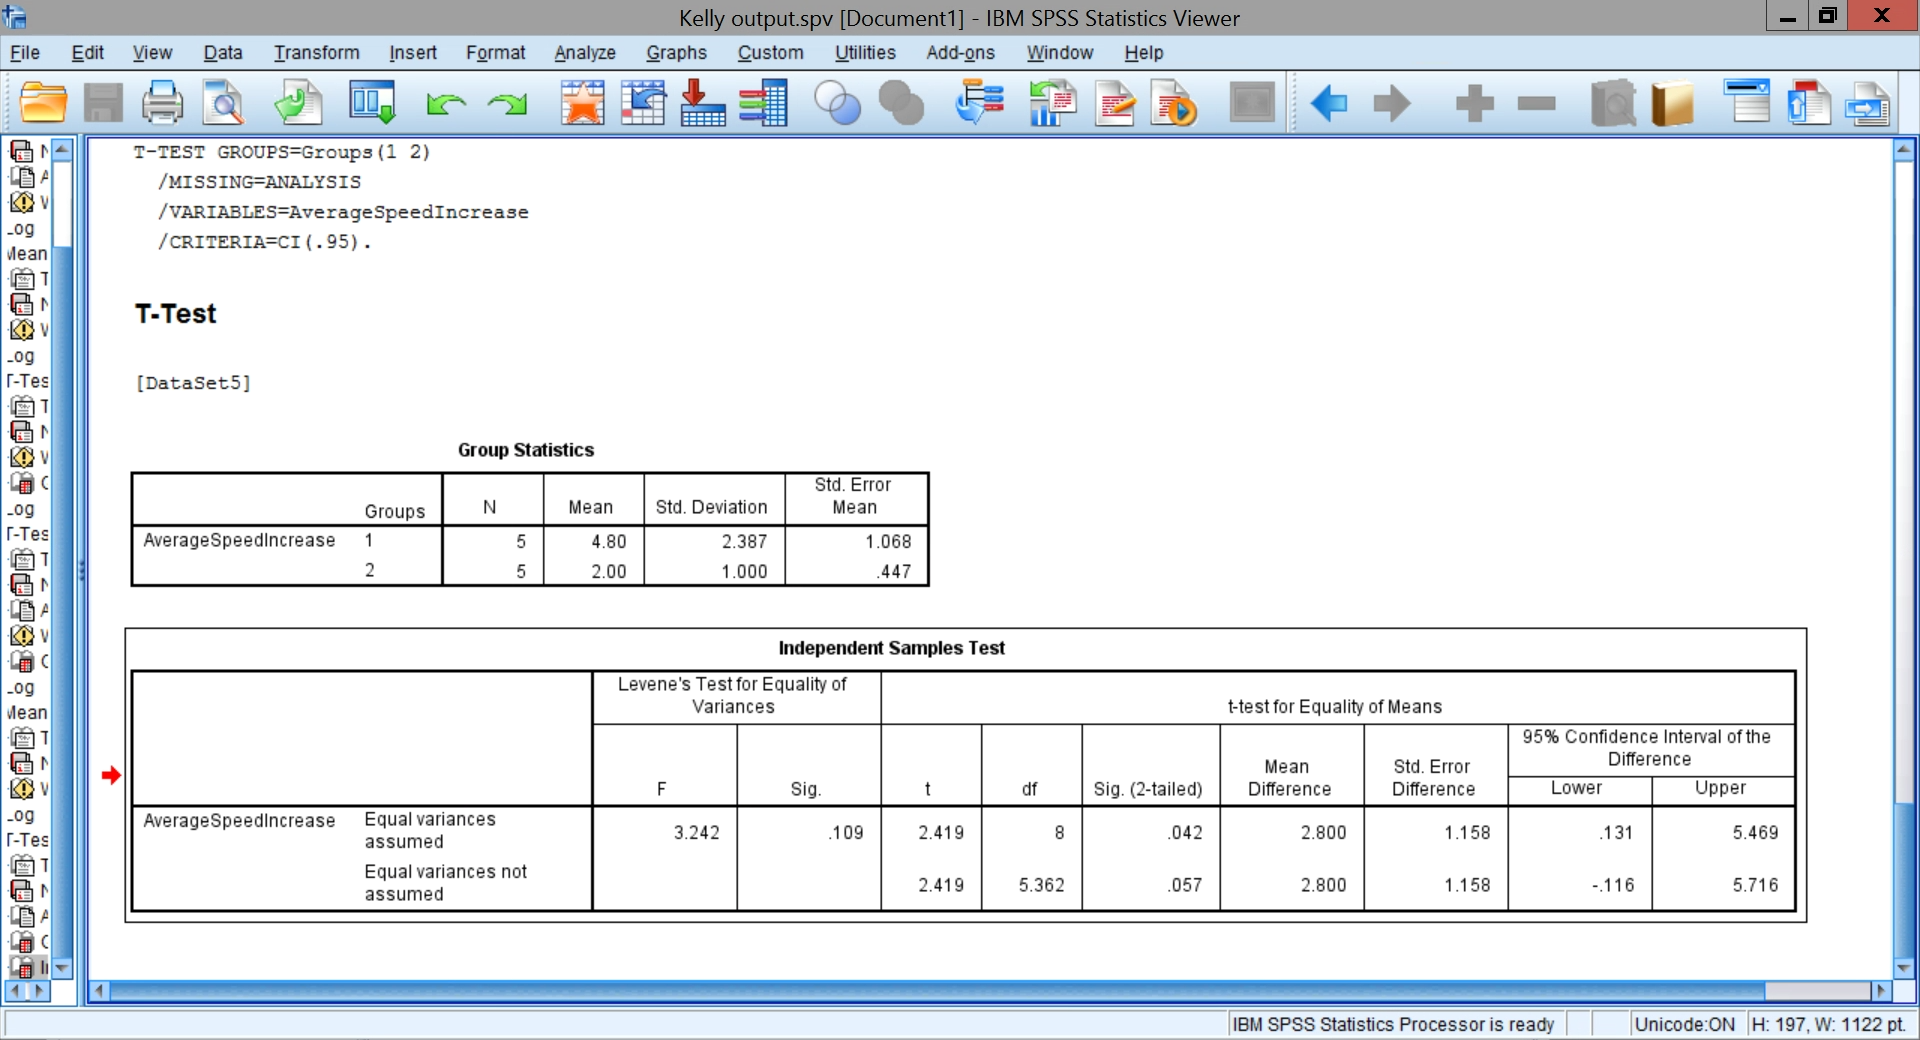 Kelly output.spv [Document1] - IBM SPSS Statistics Viewer
File Edit View Data Transform Insert Format Analyze Graphs Custom Utilities Add-ons Window Help
T-TEST GROUPS=Groups(1 2)
/MISSING=ANALYSIS
/VARIABLES=AverageSpeedIncrease
/CRITERIA=CI(.95).
T-Test
[DataSet5]
Group Statistics
Groups N Mean Std. Deviation Std. Error Mean
AverageSpeedIncrease 1 5 4.80 2.387 1.068
2 5 2.00 1.000 .447
Independent Samples Test
Levene's Test for Equality of Variances
t-test for Equality of Means
95% Confidence Interval of the Difference
F Sig. t df Sig. (2-tailed) Mean Difference Std. Error Difference Lower Upper
AverageSpeedIncrease Equal variances assumed 3.242 .109 2.419 8 .042 2.800 1.158 .131 5.469
Equal variances not assumed 2.419 5.362 .057 2.800 1.158 -.116 5.716
IBM SPSS Statistics Processor is ready Unicode:ON H: 197, W: 1122 pt.